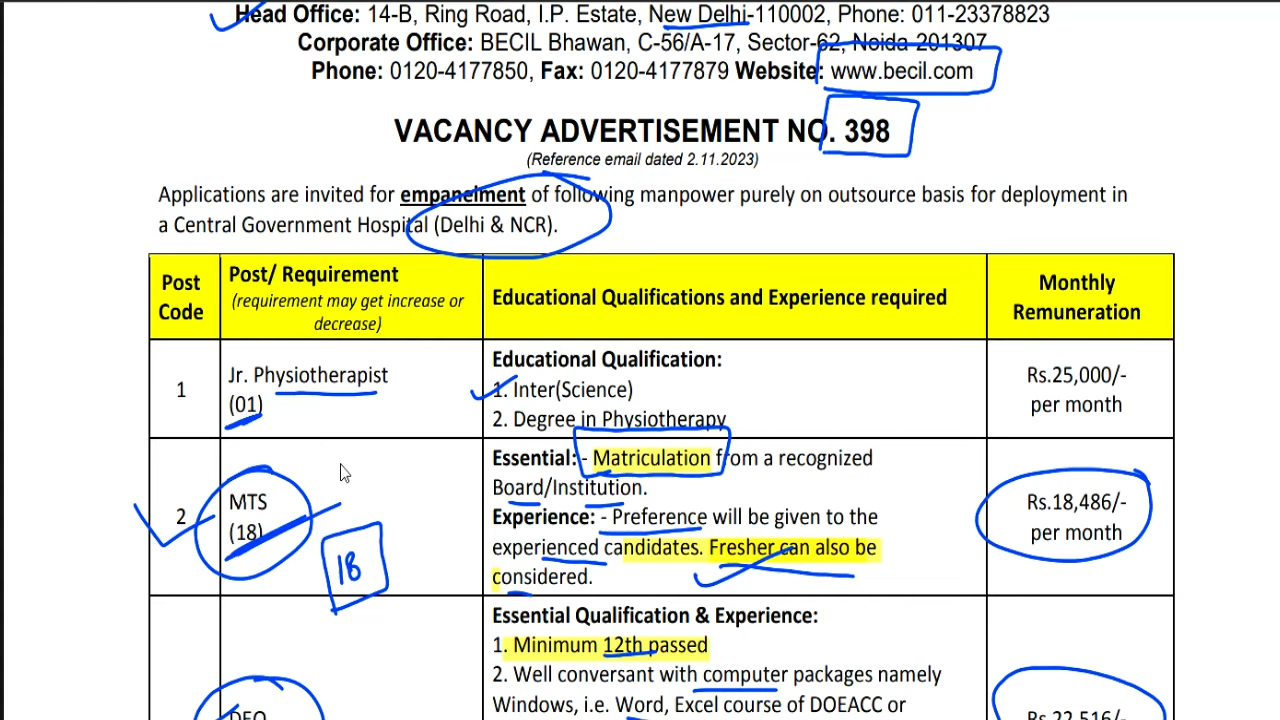 Head Office: 14-B, Ring Road, I.P. Estate, New Delhi-110002, Phone: 011-23378823
Corporate Office: BECIL Bhawan, C-56/A-17, Sector-62, Noida-201307
Phone: 0120-4177850, Fax: 0120-4177879 Website: www.becil.com
VACANCY ADVERTISEMENT NO. 398
(Reference email dated 2.11.2023)
Applications are invited for empanelment of following manpower purely on outsource basis for deployment in
a Central Government Hospital (Delhi & NCR).
Post Code
Post/ Requirement
(requirement may get increase or
decrease)
Educational Qualifications and Experience required
Monthly
Remuneration
1
Jr. Physiotherapist
(01)
Educational Qualification:
1. Inter(Science)
2. Degree in Physiotherapy
Rs.25,000/-
per month
2
MTS
(18)
18
Essential: - Matriculation from a recognized
Board/Institution.
Experience: - Preference will be given to the
experienced candidates. Fresher can also be
considered.
Rs.18,486/-
per month
DEO
Essential Qualification & Experience:
1. Minimum 12th passed
2. Well conversant with computer packages namely
Windows, i.e. Word, Excel course of DOEACC or
Rs.22,516/-